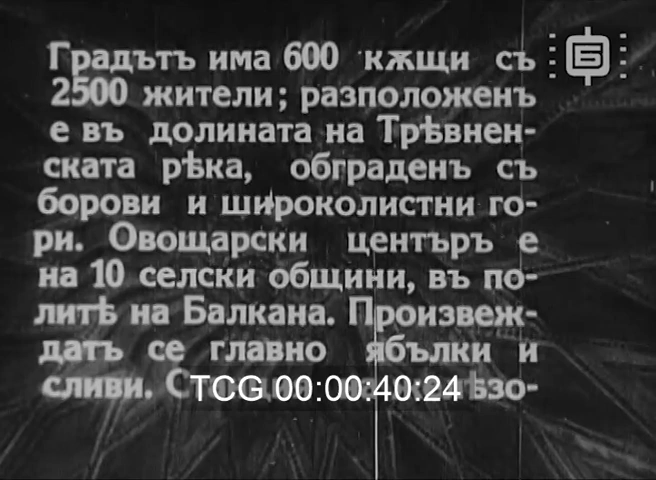 Градътъ има 600 кѫщи съ
2500 жители; разположенъ
е въ долината на Трѣвнен-
ската рѣка, обграденъ съ
борови и широколистни го-
ри. Овощарски центъръ е
на 10 селски общини, въ по-
литѣ на Балкана. Произвеж-
датъ се главно ябълки и
сливи.
TCG 00:00:40:24
Б